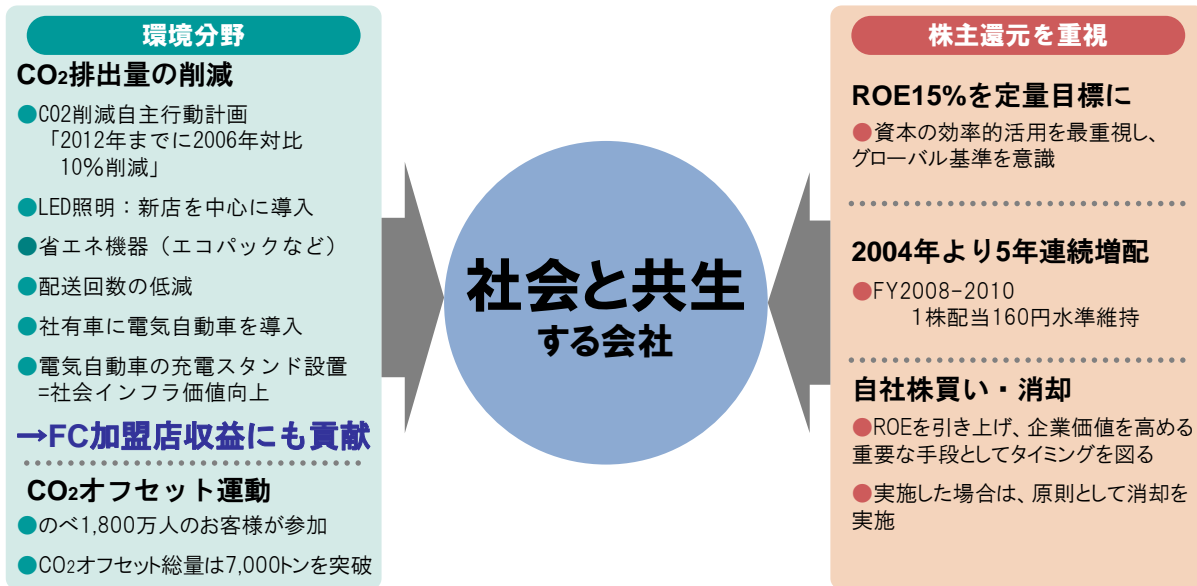 環境分野
CO₂排出量の削減
●CO2削減自主行動計画
「2012年までに2006年対比
10%削減」
●LED照明：新店を中心に導入
●省エネ機器（エコパックなど）
●配送回数の低減
●社有車に電気自動車を導入
●電気自動車の充電スタンド設置
=社会インフラ価値向上
→FC加盟店収益にも貢献
CO₂オフセット運動
●のべ1,800万人のお客様が参加
●CO₂オフセット総量は7,000トンを突破
社会と共生
する会社
株主還元を重視
ROE15%を定量目標に
●資本の効率的活用を最重視し、
グローバル基準を意識
2004年より5年連続増配
●FY2008-2010
1株配当160円水準維持
自社株買い・消却
●ROEを引き上げ、企業価値を高める
重要な手段としてタイミングを図る
●実施した場合は、原則として消却を
実施